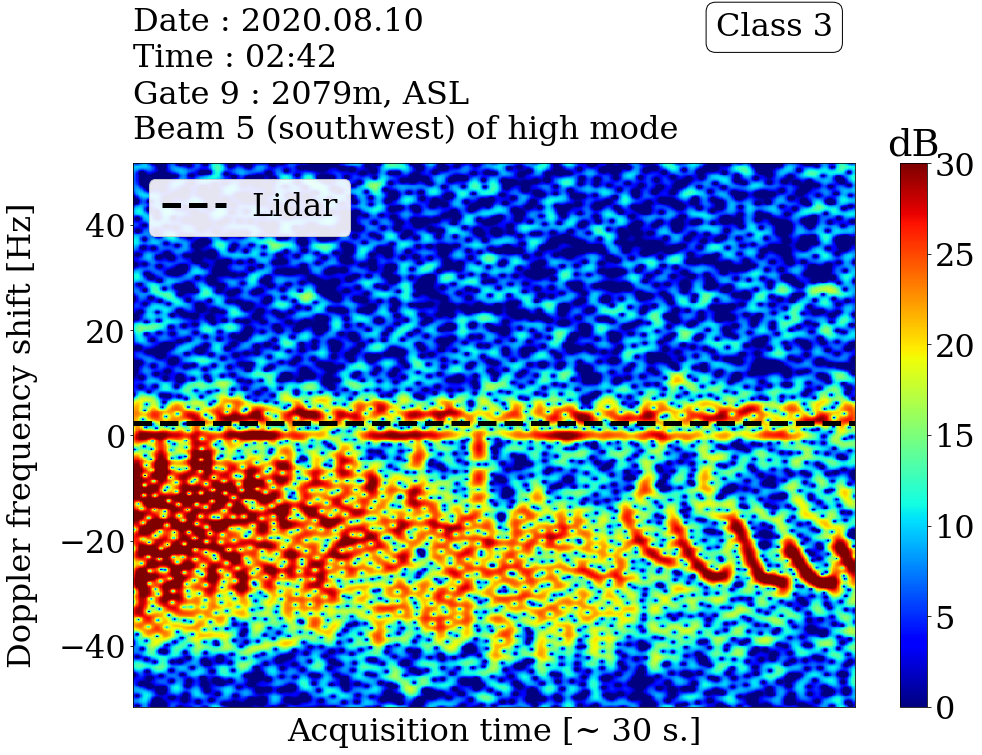 Date : 2020.08.10
Time : 02:42
Gate 9 : 2079m, ASL
Beam 5 (southwest) of high mode
Class 3
dB
Lidar
Doppler frequency shift [Hz]
40
20
0
−20
−40
Acquisition time [~ 30 s.]
30
25
20
15
10
5
0